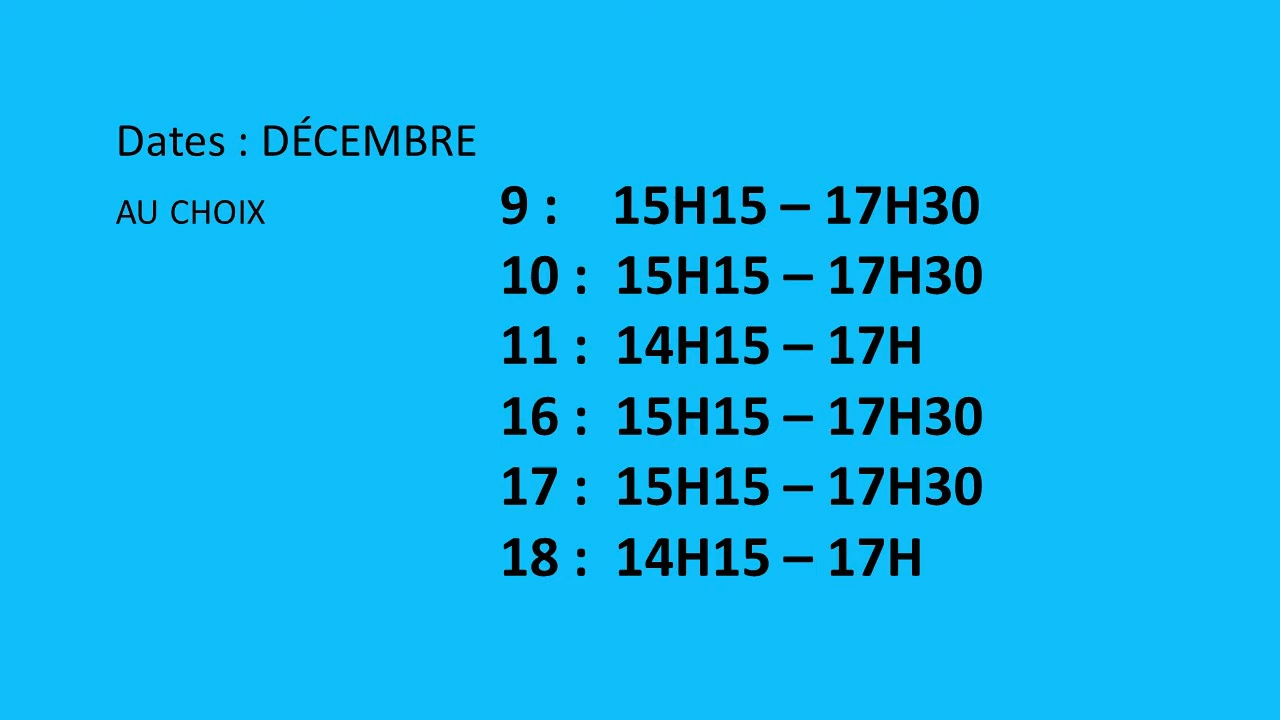 Dates : DÉCEMBRE
AU CHOIX
9 : 15H15 – 17H30
10 : 15H15 – 17H30
11 : 14H15 – 17H
16 : 15H15 – 17H30
17 : 15H15 – 17H30
18 : 14H15 – 17H